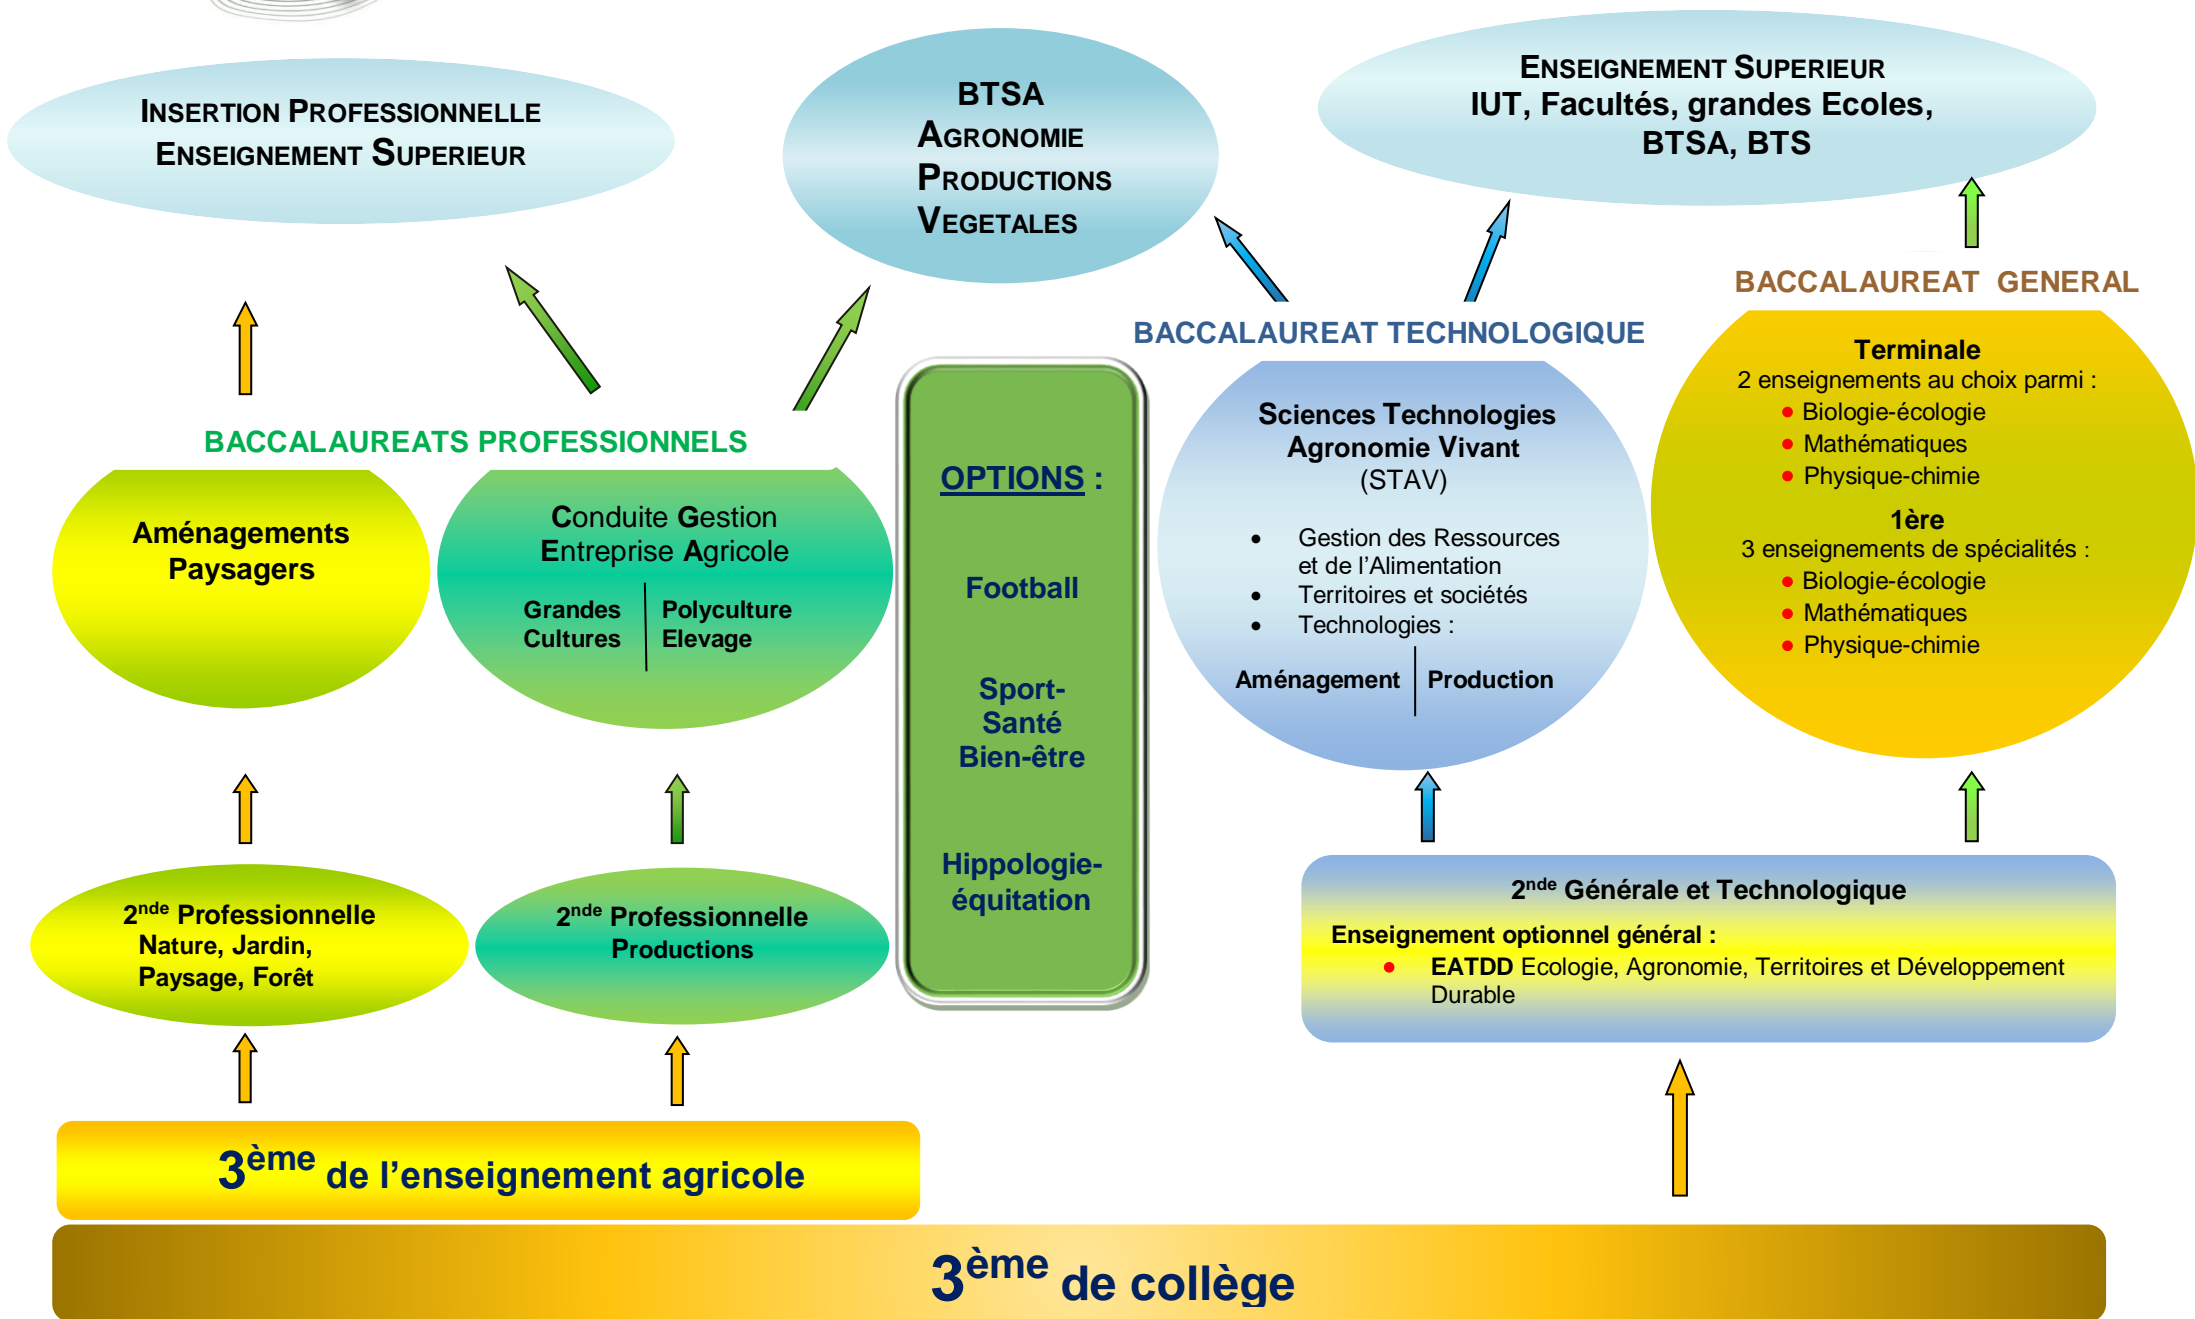 INSERTION PROFESSIONNELLE
ENSEIGNEMENT SUPERIEUR
BTSA
AGRONOMIE
PRODUCTIONS
VEGETALES
ENSEIGNEMENT SUPERIEUR
IUT, Facultés, grandes Ecoles,
BTSA, BTS
BACCALAUREATS PROFESSIONNELS
Aménagements
Paysagers
Conduite Gestion
Entreprise Agricole
Grandes
Cultures
Polyculture
Elevage
OPTIONS :
Football
Sport-
Santé
Bien-être
Hippologie-
équitation
BACCALAUREAT TECHNOLOGIQUE
Sciences Technologies
Agronomie Vivant
(STAV)
• Gestion des Ressources
et de l’Alimentation
• Territoires et sociétés
• Technologies :
Aménagement
Production
BACCALAUREAT GENERAL
Terminale
2 enseignements au choix parmi :
• Biologie-écologie
• Mathématiques
• Physique-chimie
1ère
3 enseignements de spécialités :
• Biologie-écologie
• Mathématiques
• Physique-chimie
2nde Professionnelle
Nature, Jardin,
Paysage, Forêt
2nde Professionnelle
Productions
2nde Générale et Technologique
Enseignement optionnel général :
• EATDD Ecologie, Agronomie, Territoires et Développement
Durable
3ème de l’enseignement agricole
3ème de collège